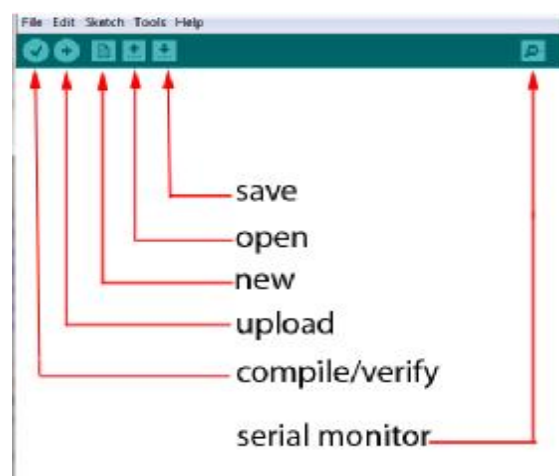 File Edit Sketch Tools Help
save
open
new
upload
compile/verify
serial monitor